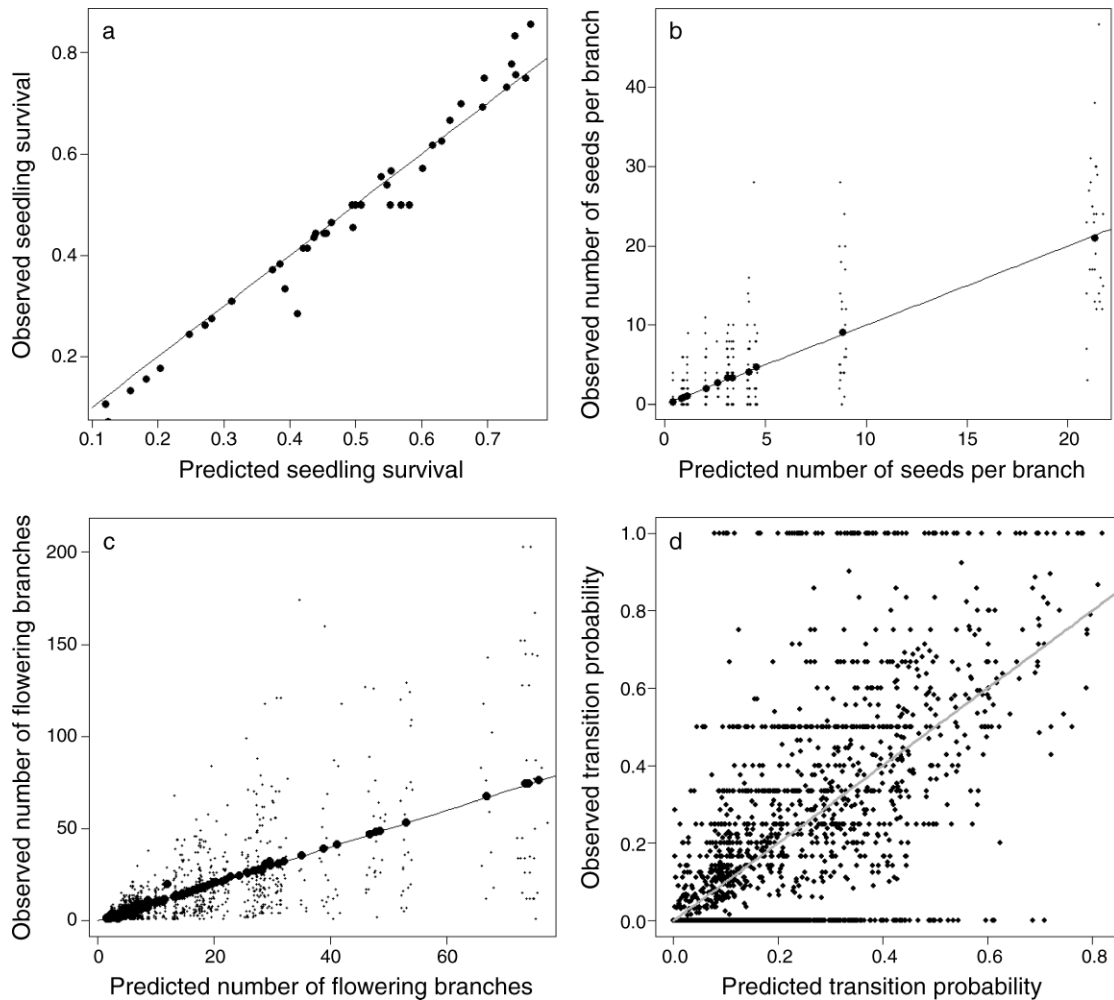 a
Observed seedling survival
0.8
0.6
0.4
0.2
0.1 0.2 0.3 0.4 0.5 0.6 0.7
Predicted seedling survival
b
Observed number of seeds per branch
40
30
20
10
0
0 5 10 15 20
Predicted number of seeds per branch
c
Observed number of flowering branches
200
150
100
50
0
0 20 40 60
Predicted number of flowering branches
d
Observed transition probability
1.0
0.8
0.6
0.4
0.2
0.0
0.0 0.2 0.4 0.6 0.8
Predicted transition probability